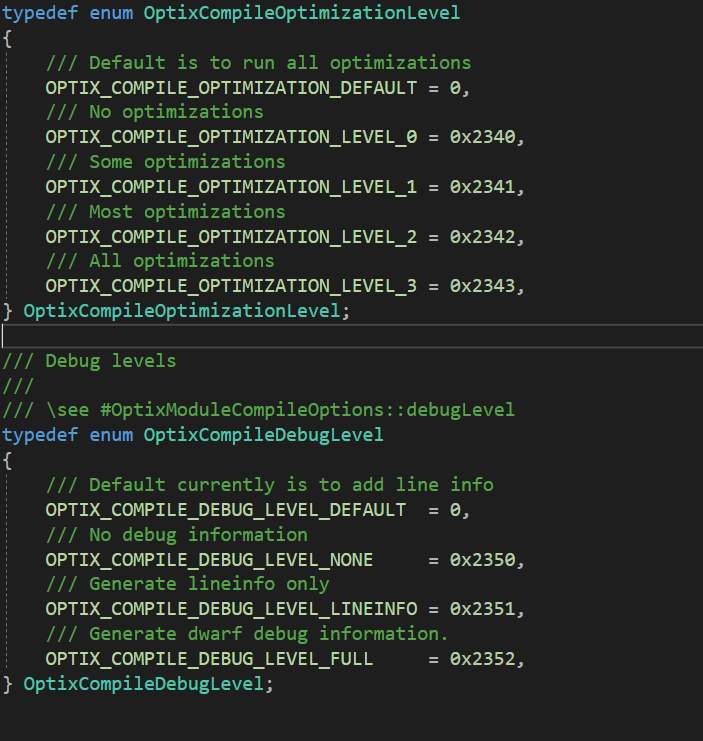 typedef enum OptixCompileOptimizationLevel
{
    /// Default is to run all optimizations
    OPTIX_COMPILE_OPTIMIZATION_DEFAULT = 0,
    /// No optimizations
    OPTIX_COMPILE_OPTIMIZATION_LEVEL_0 = 0x2340,
    /// Some optimizations
    OPTIX_COMPILE_OPTIMIZATION_LEVEL_1 = 0x2341,
    /// Most optimizations
    OPTIX_COMPILE_OPTIMIZATION_LEVEL_2 = 0x2342,
    /// All optimizations
    OPTIX_COMPILE_OPTIMIZATION_LEVEL_3 = 0x2343,
} OptixCompileOptimizationLevel;
/// Debug levels
///
/// \see #OptixModuleCompileOptions::debugLevel
typedef enum OptixCompileDebugLevel
{
    /// Default currently is to add line info
    OPTIX_COMPILE_DEBUG_LEVEL_DEFAULT  = 0,
    /// No debug information
    OPTIX_COMPILE_DEBUG_LEVEL_NONE     = 0x2350,
    /// Generate lineinfo only
    OPTIX_COMPILE_DEBUG_LEVEL_LINEINFO = 0x2351,
    /// Generate dwarf debug information.
    OPTIX_COMPILE_DEBUG_LEVEL_FULL     = 0x2352,
} OptixCompileDebugLevel;